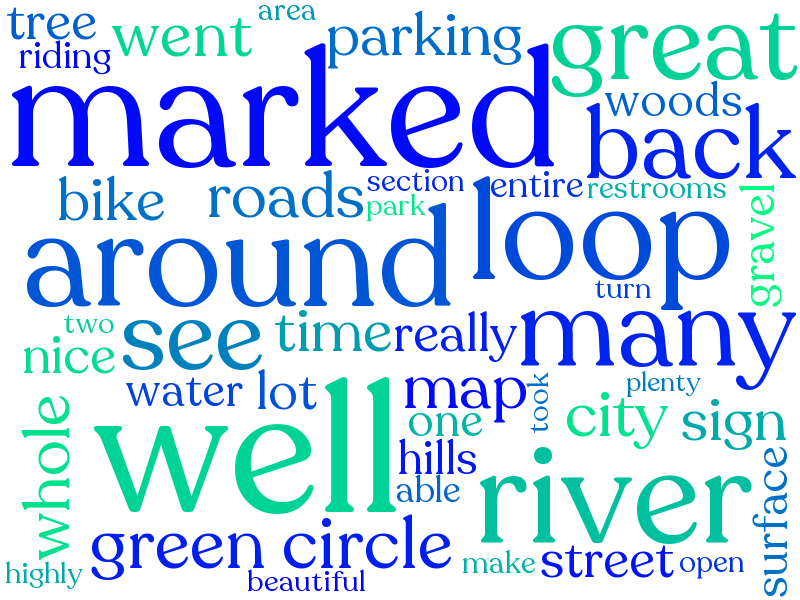 area
tree
went
parking
great
riding
marked
woods
back
section
entire
restrooms
bike
roads
park
gravel
loop
around
turn
two
see
time
really
many
nice
water
lot
map
took
plenty
whole
well
one
city
sign
hills
able
river
surface
green circle
highly
beautiful
make
street
open